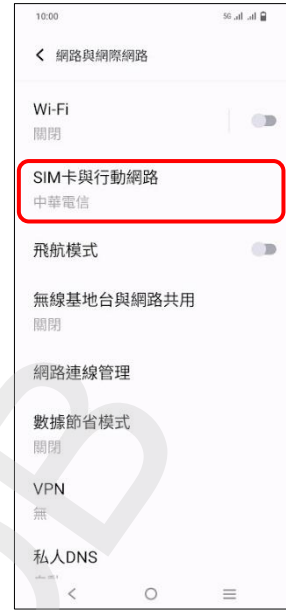 10:00 5G
網路與網際網路
Wi-Fi
關閉
SIM卡與行動網路
中華電信
飛航模式
無線基地台與網路共用
關閉
網路連線管理
數據節省模式
關閉
VPN
無
私人DNS